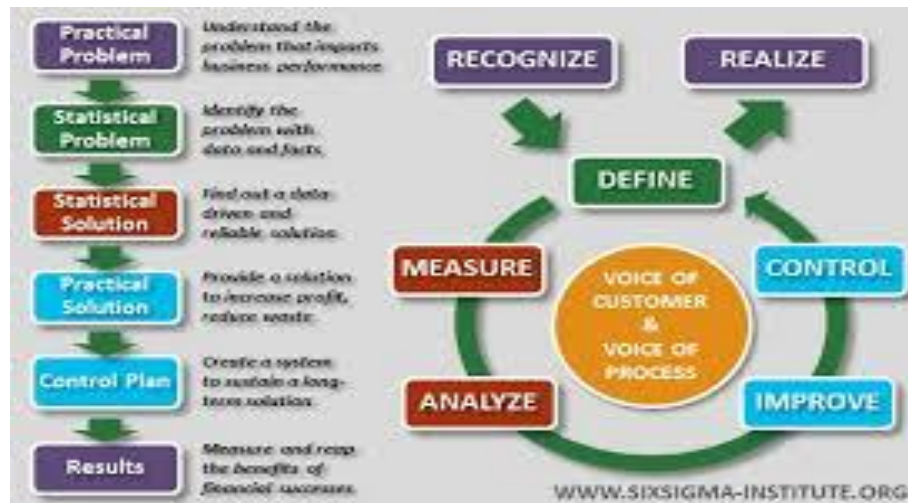 Practical
Problem
Understand the
problem that impacts
business performance
Statistical
Problem
Identify the
problem with
data and facts.
Statistical
Solution
Find out a data-
driven and
reliable solution.
Practical
Solution
Provide a solution
to increase profit,
reduce waste
Control Plan
Create a system
to sustain a long-
term solution
Results
Measure and reap
the benefits of
financial successes.
RECOGNIZE
REALIZE
DEFINE
MEASURE
CONTROL
VOICE OF
CUSTOMER
&
VOICE OF
PROCESS
ANALYZE
IMPROVE
WWW.SIXSIGMA-INSTITUTE.ORG